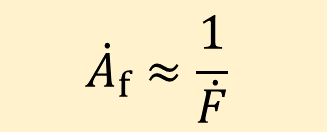 Ȧf ≈ 1/Ḟ